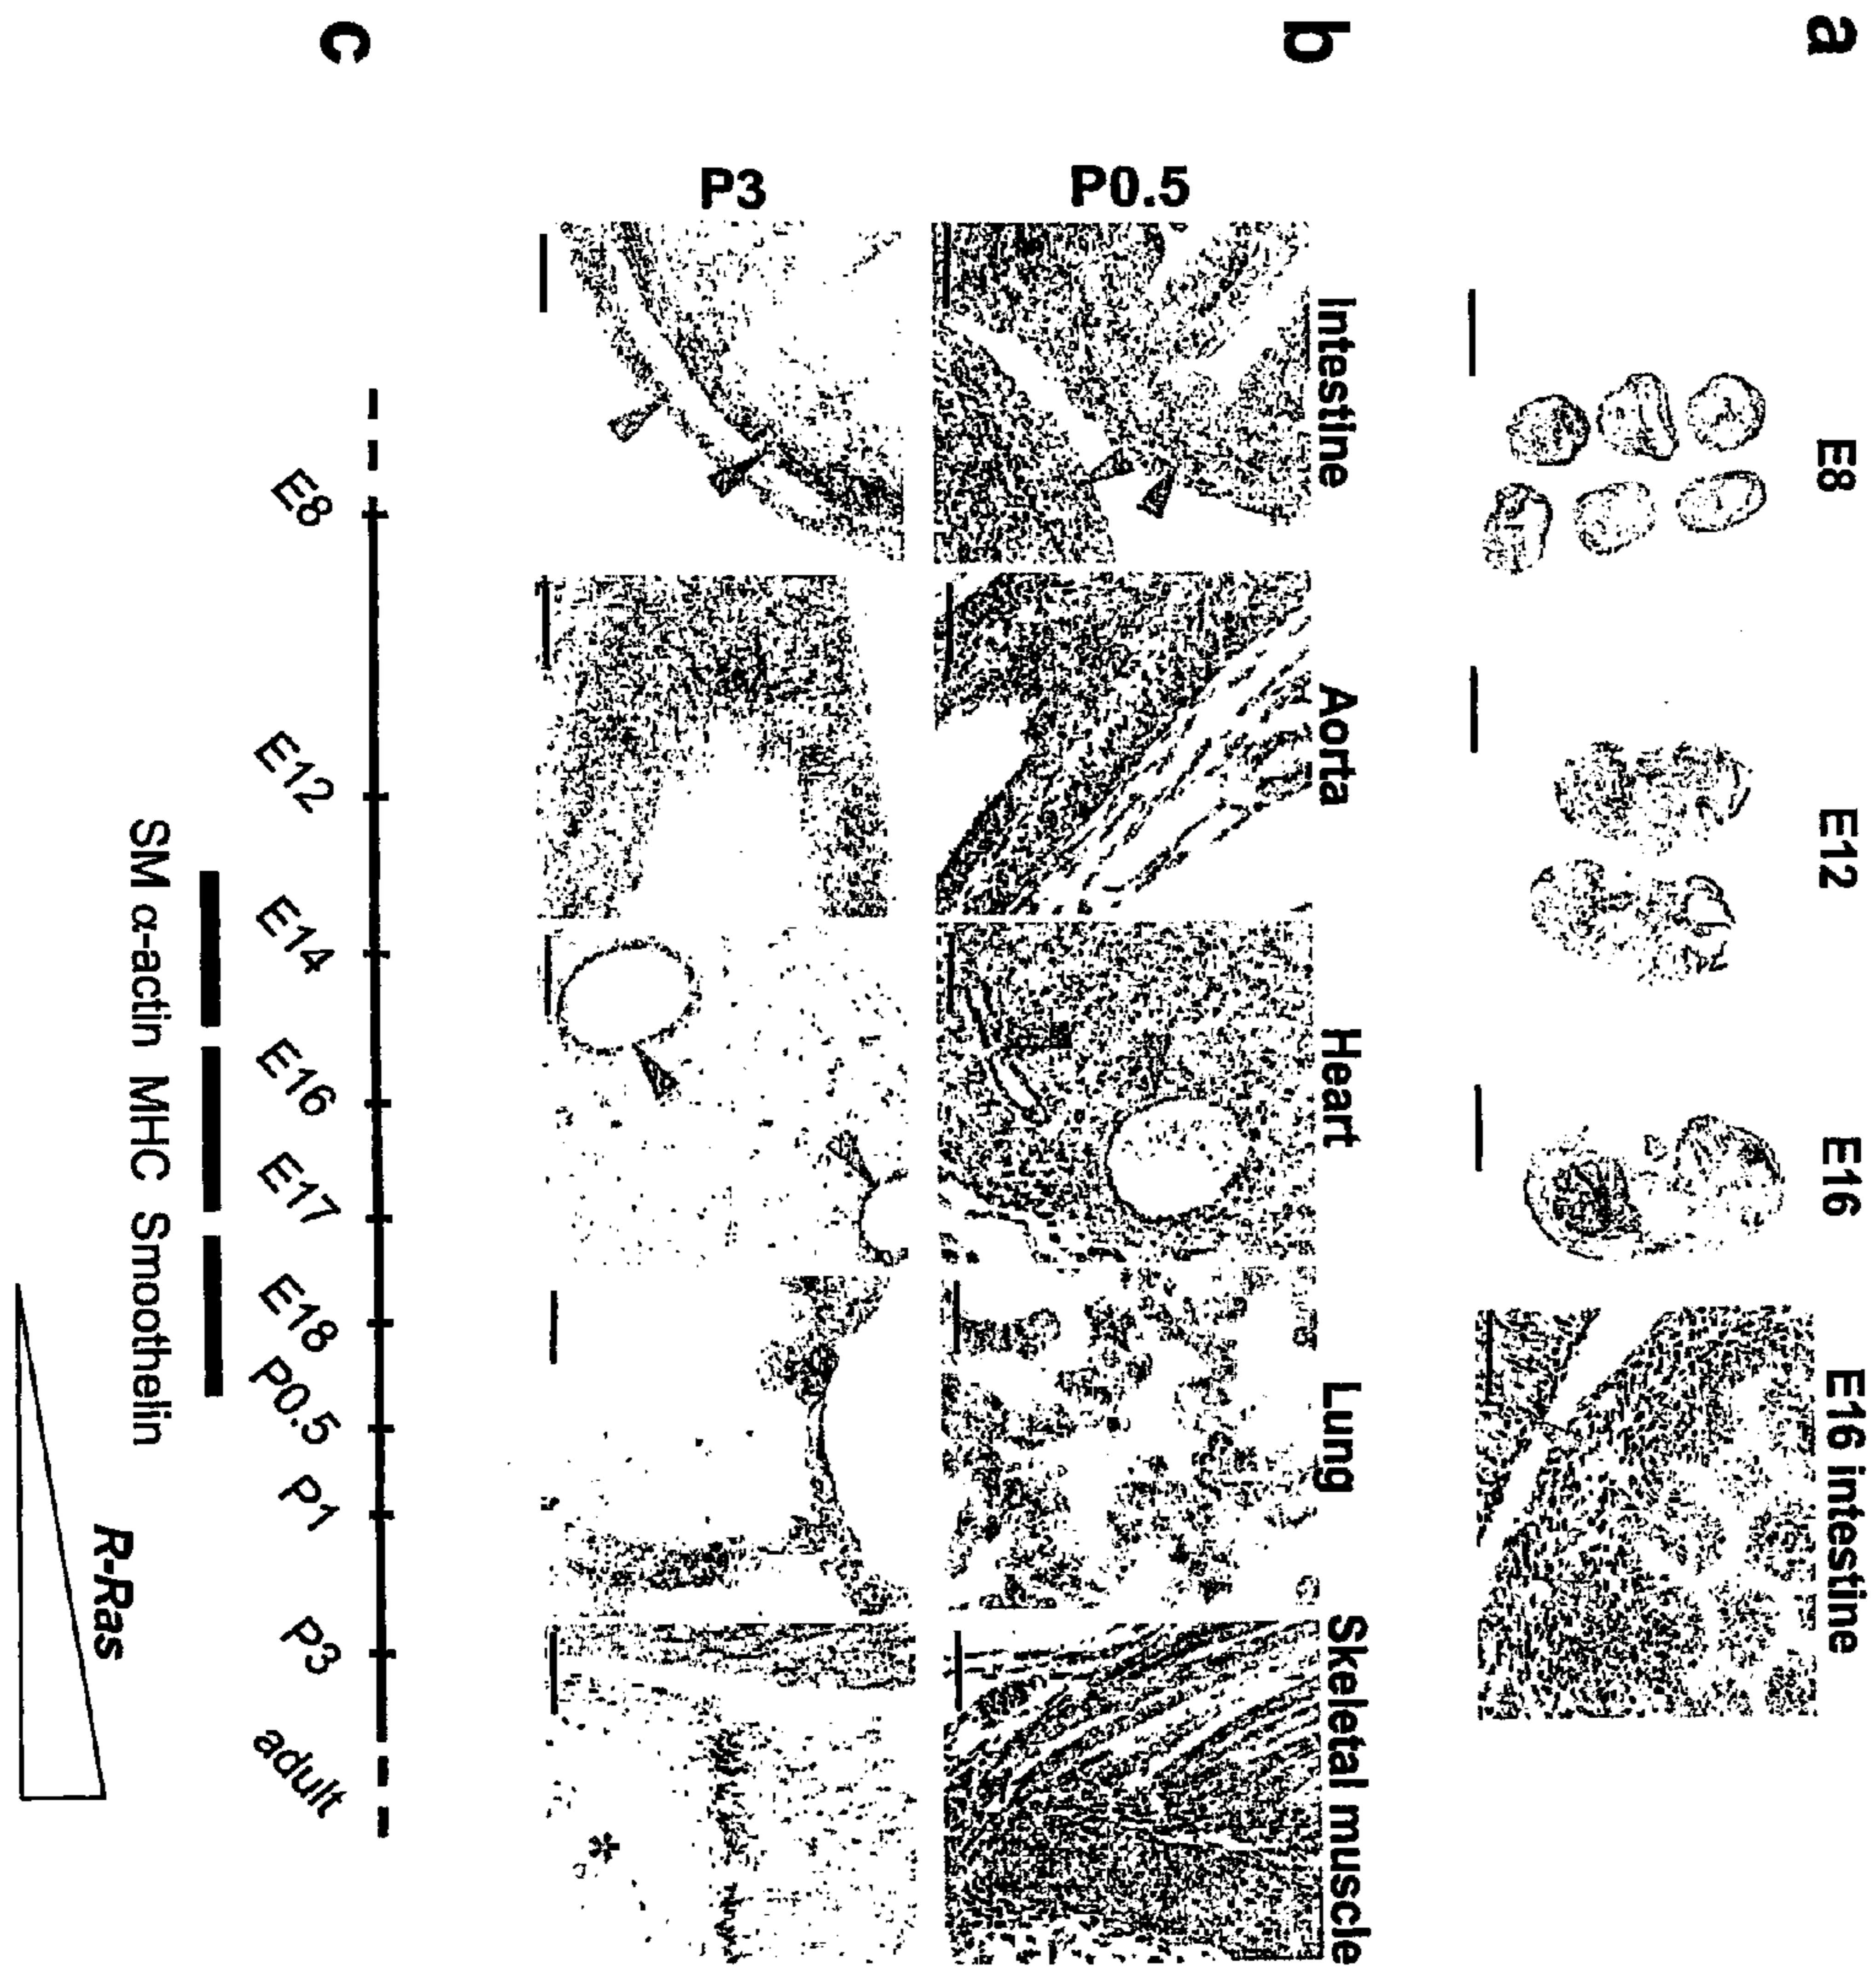 a
E8 E12 E16 E16 intestine
b
Intestine Aorta Heart Lung Skeletal muscle
P0.5
P3
*
c
E8 E12 E14 E16 E17 E18 P0.5 P1 P3 adult
SM α-actin MHC Smoothelin
R-Ras